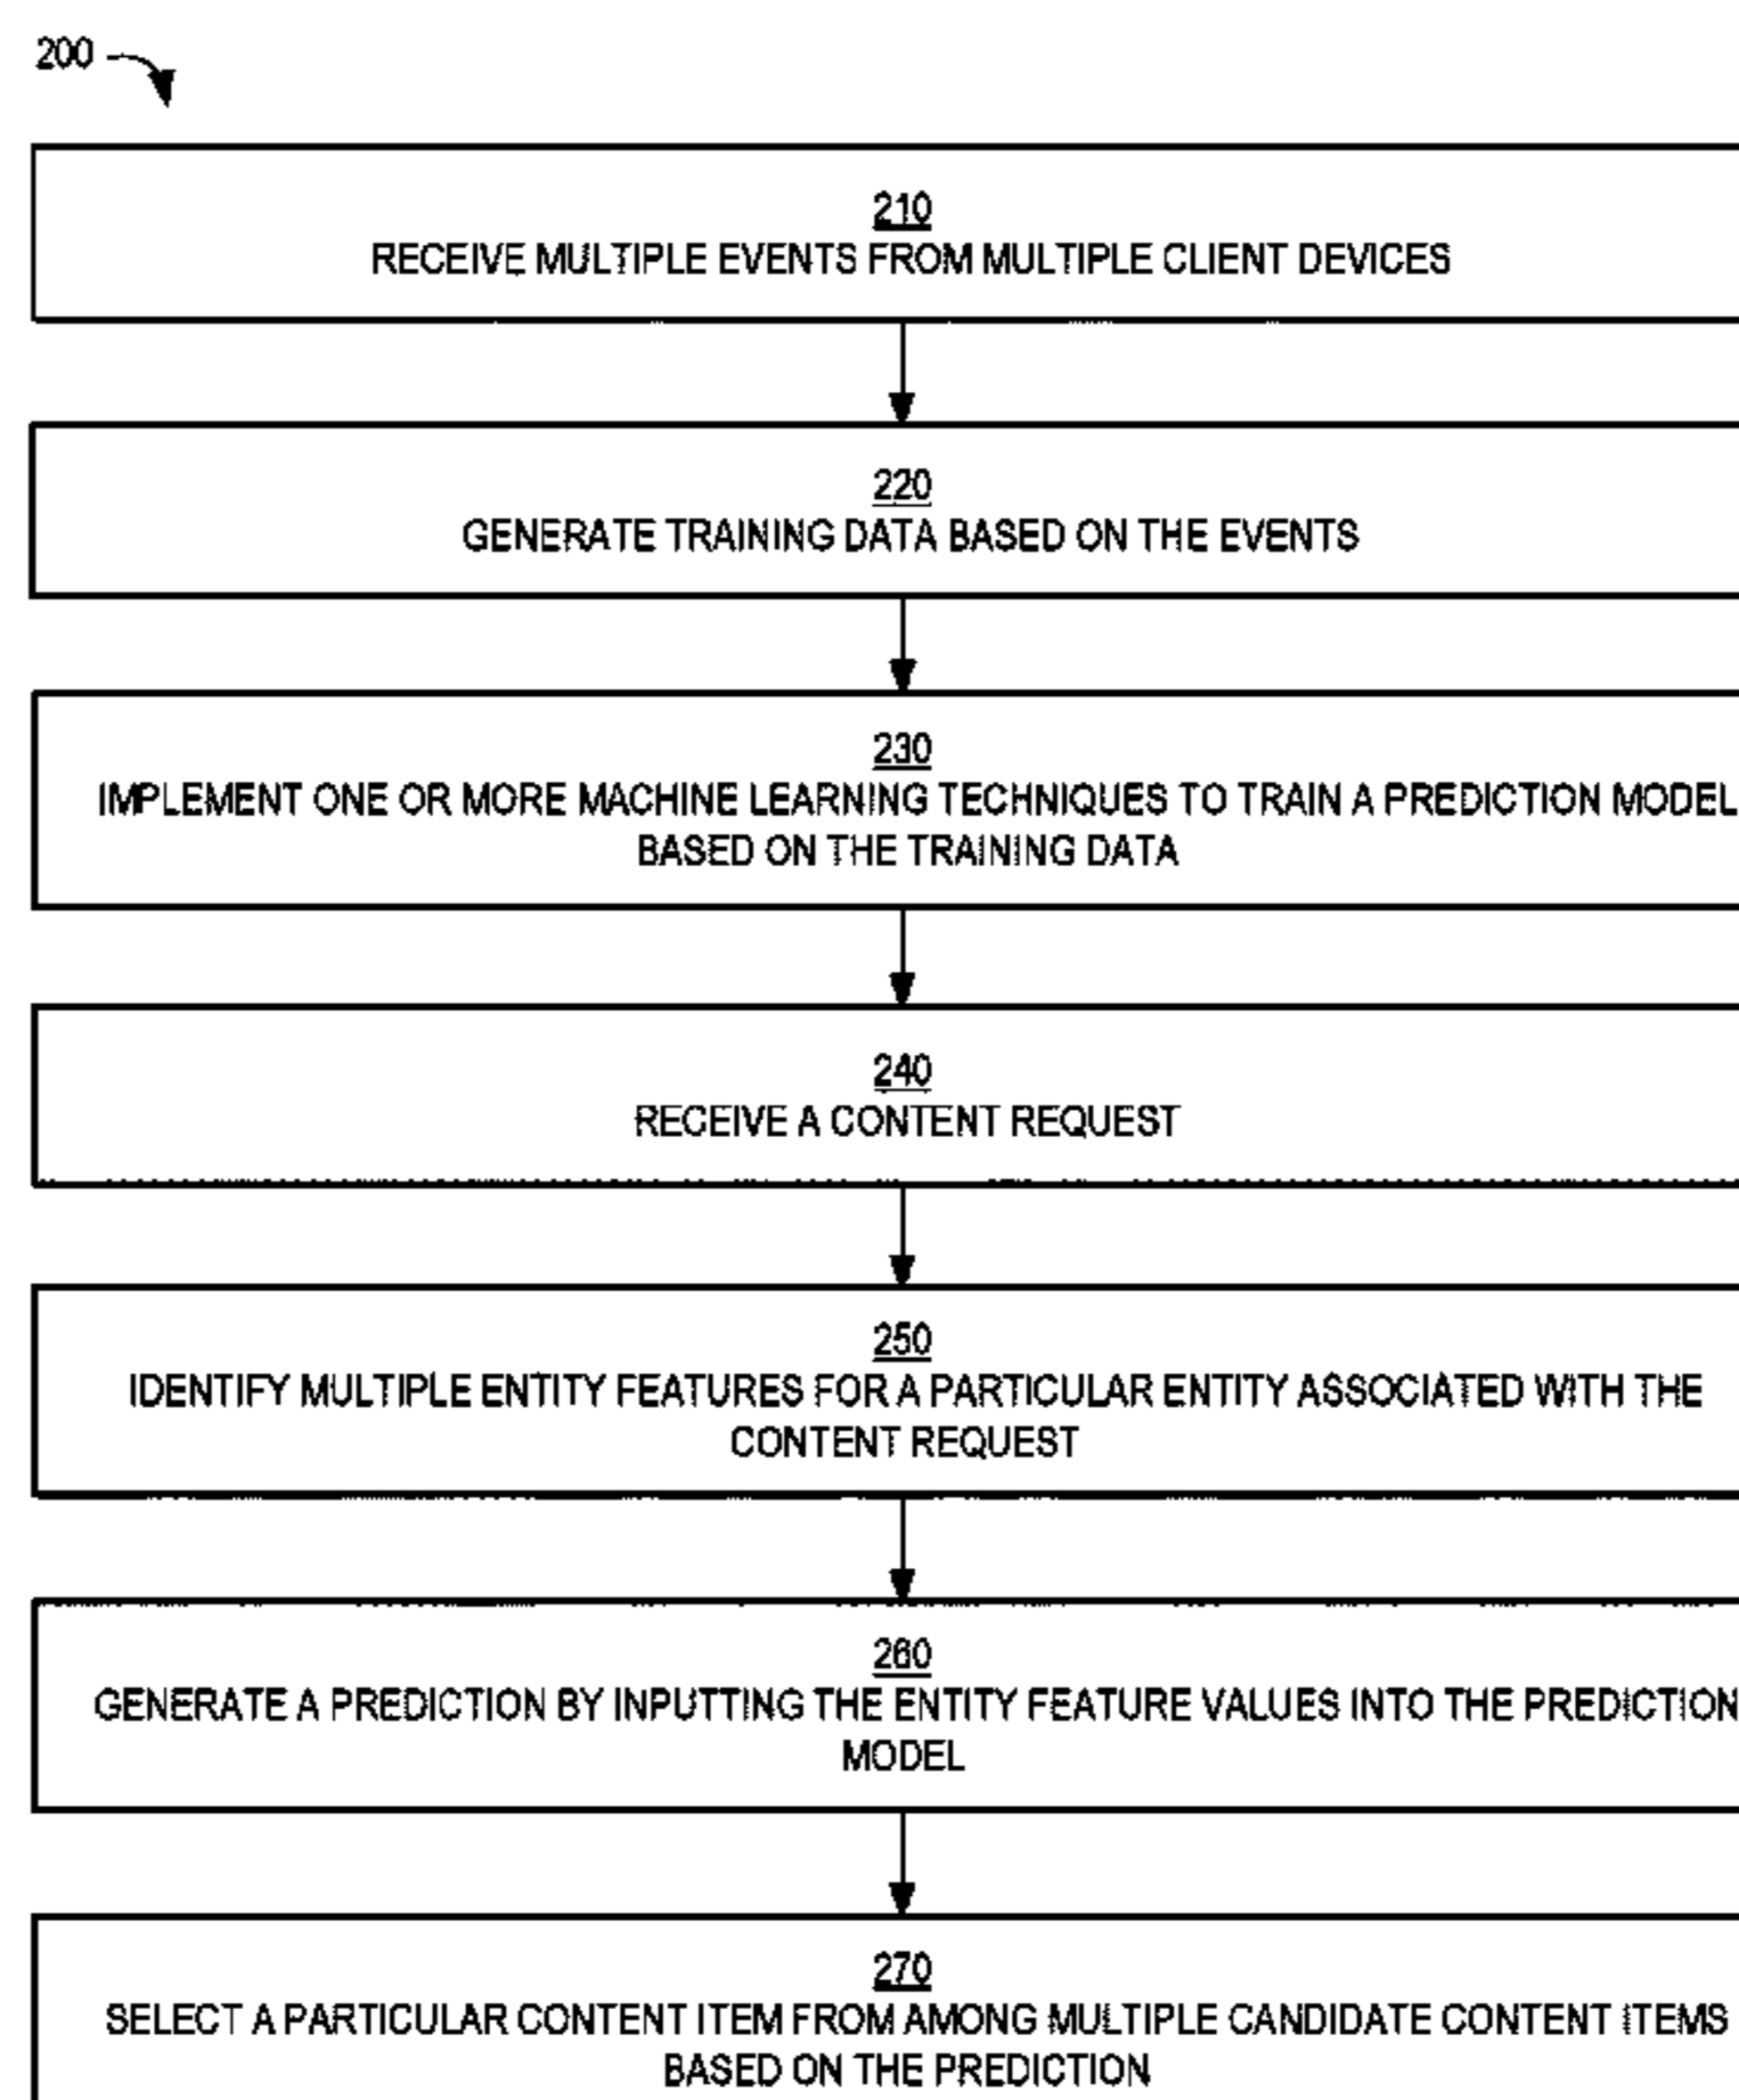 200
210
RECEIVE MULTIPLE EVENTS FROM MULTIPLE CLIENT DEVICES
220
GENERATE TRAINING DATA BASED ON THE EVENTS
230
IMPLEMENT ONE OR MORE MACHINE LEARNING TECHNIQUES TO TRAIN A PREDICTION MODEL
BASED ON THE TRAINING DATA
240
RECEIVE A CONTENT REQUEST
250
IDENTIFY MULTIPLE ENTITY FEATURES FOR A PARTICULAR ENTITY ASSOCIATED WITH THE
CONTENT REQUEST
260
GENERATE A PREDICTION BY INPUTTING THE ENTITY FEATURE VALUES INTO THE PREDICTION
MODEL
270
SELECT A PARTICULAR CONTENT ITEM FROM AMONG MULTIPLE CANDIDATE CONTENT ITEMS
BASED ON THE PREDICTION